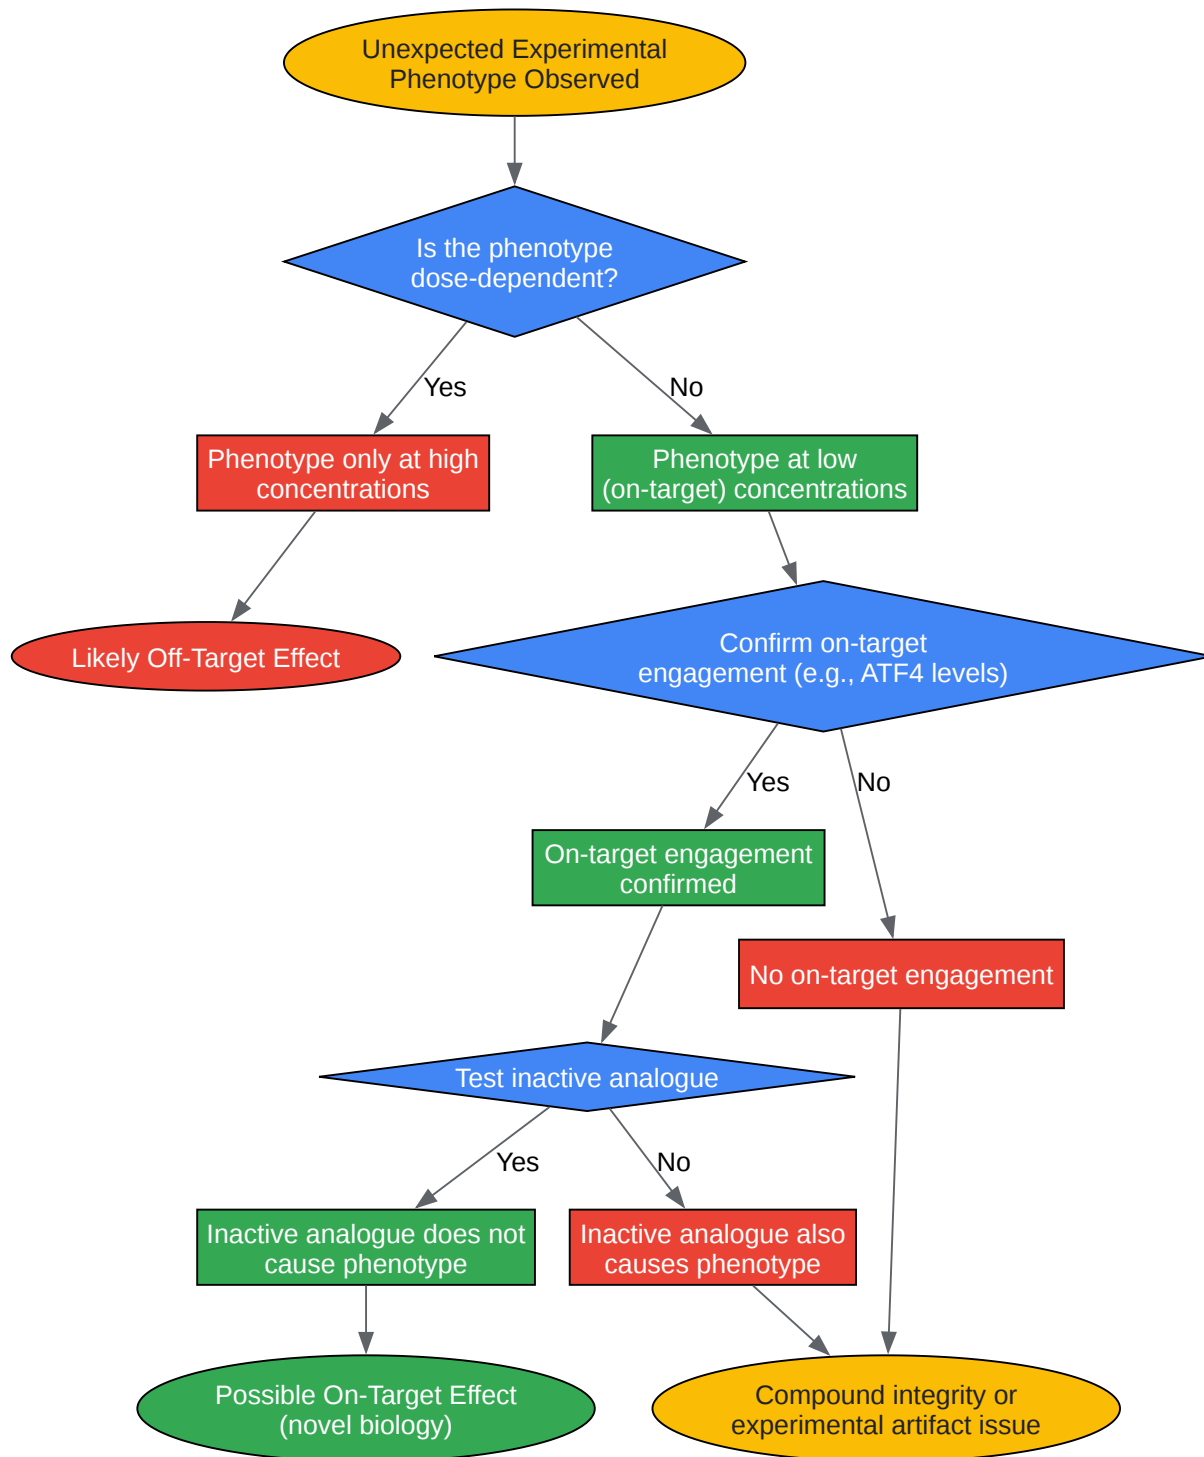 Unexpected Experimental
Phenotype Observed
Is the phenotype
dose-dependent?
Yes
No
Phenotype only at high
concentrations
Phenotype at low
(on-target) concentrations
Likely Off-Target Effect
Confirm on-target
engagement (e.g., ATF4 levels)
Yes
No
On-target engagement
confirmed
No on-target engagement
Test inactive analogue
Yes
No
Inactive analogue does not
cause phenotype
Inactive analogue also
causes phenotype
Possible On-Target Effect
(novel biology)
Compound integrity or
experimental artifact issue